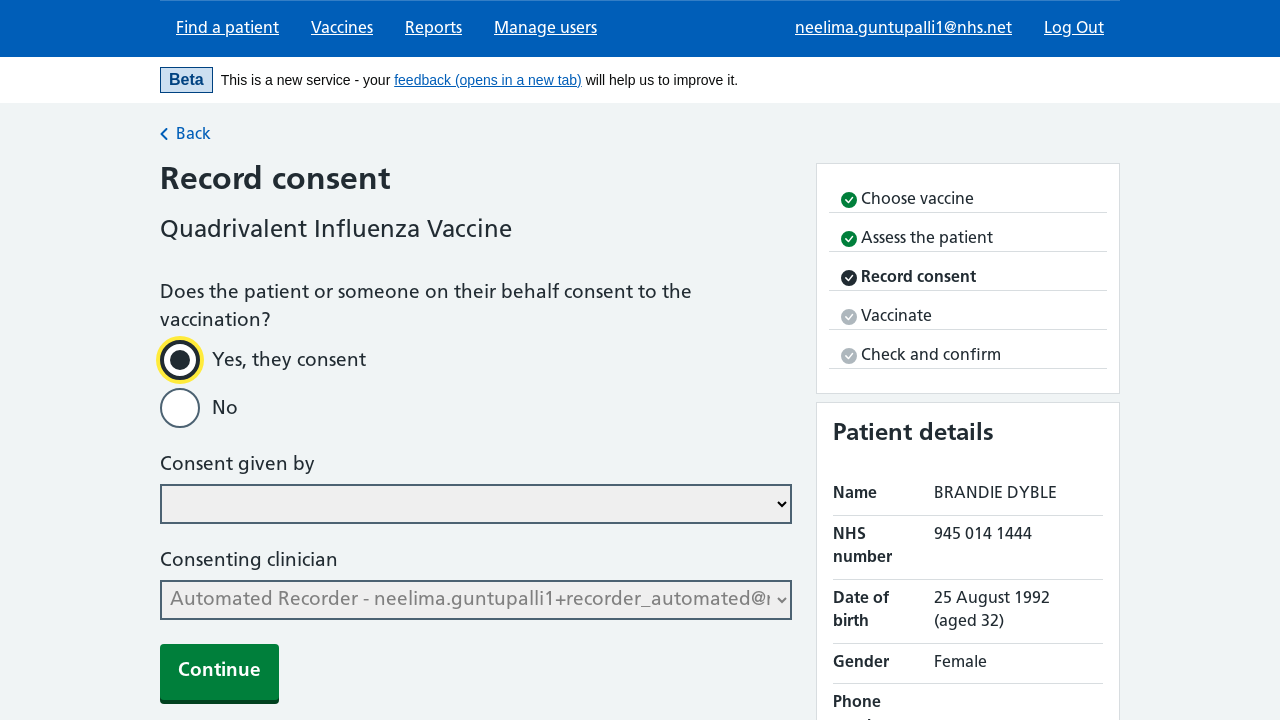 Find a patient Vaccines Reports Manage users neelima.guntupalli1@nhs.net Log Out
Beta This is a new service - your feedback (opens in a new tab) will help us to improve it.
Back
Record consent
Quadrivalent Influenza Vaccine
Does the patient or someone on their behalf consent to the
vaccination?
Yes, they consent
No
Consent given by
Consenting clinician
Automated Recorder - neelima.guntupalli1+recorder_automated@
Continue
Choose vaccine
Assess the patient
Record consent
Vaccinate
Check and confirm
Patient details
Name BRANDIE DYBLE
NHS number 945 014 1444
Date of birth 25 August 1992 (aged 32)
Gender Female
Phone